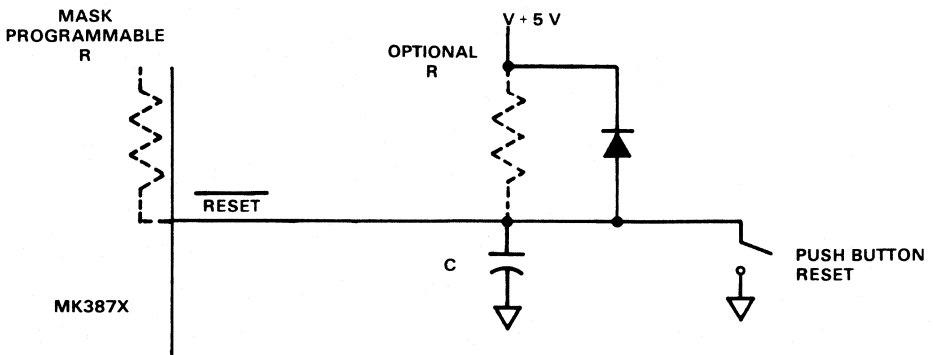 MASK
PROGRAMMABLE
R
V + 5 V
OPTIONAL
R
RESET
C
PUSH BUTTON
RESET
MK387X